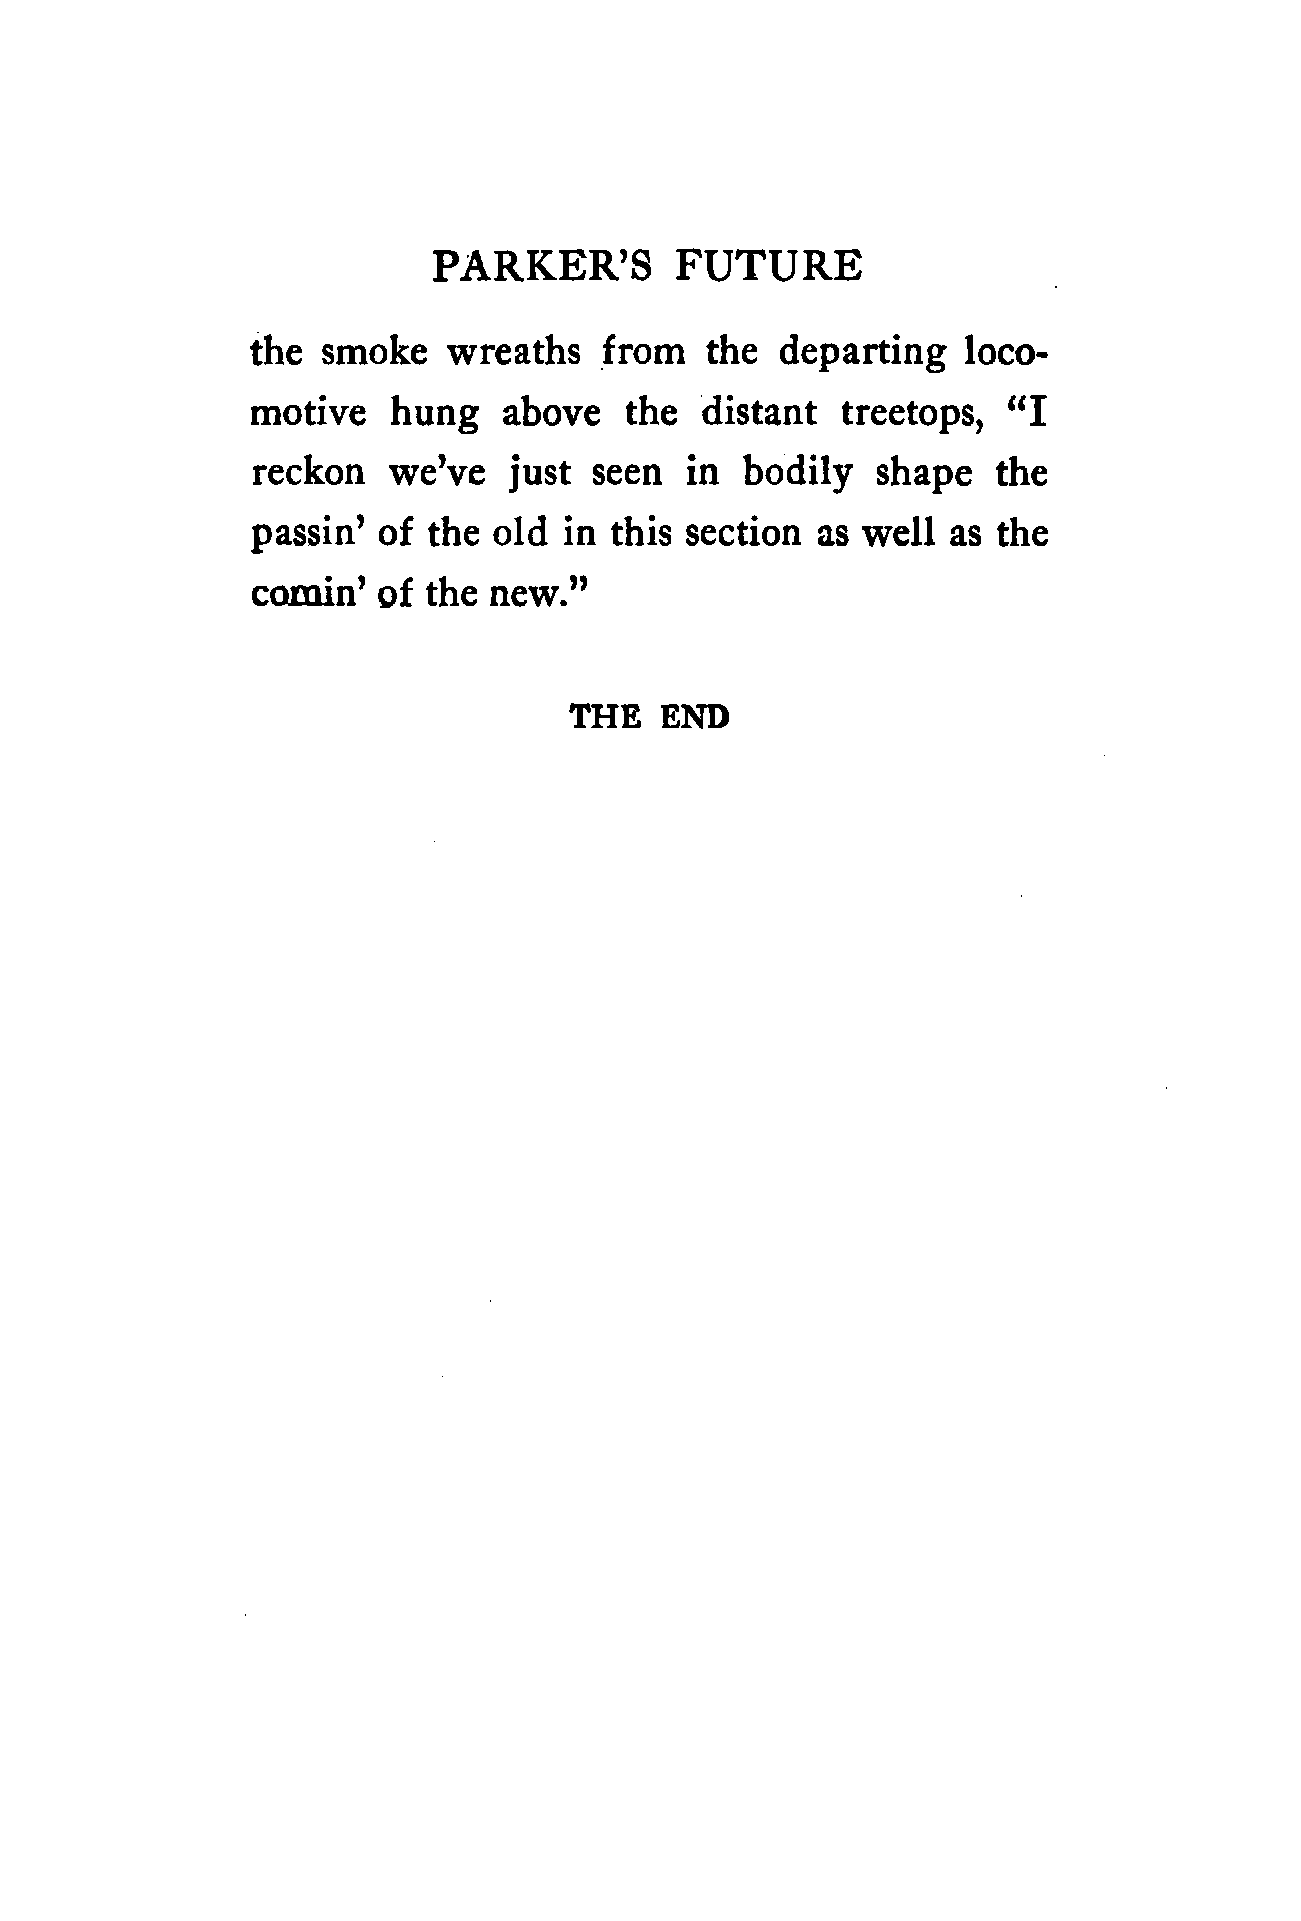 PARKER'S FUTURE
the smoke wreaths from the departing loco-
motive hung above the distant treetops, “I
reckon we’ve just seen in bodily shape the
passin’ of the old in this section as well as the
comin’ of the new.”
THE END